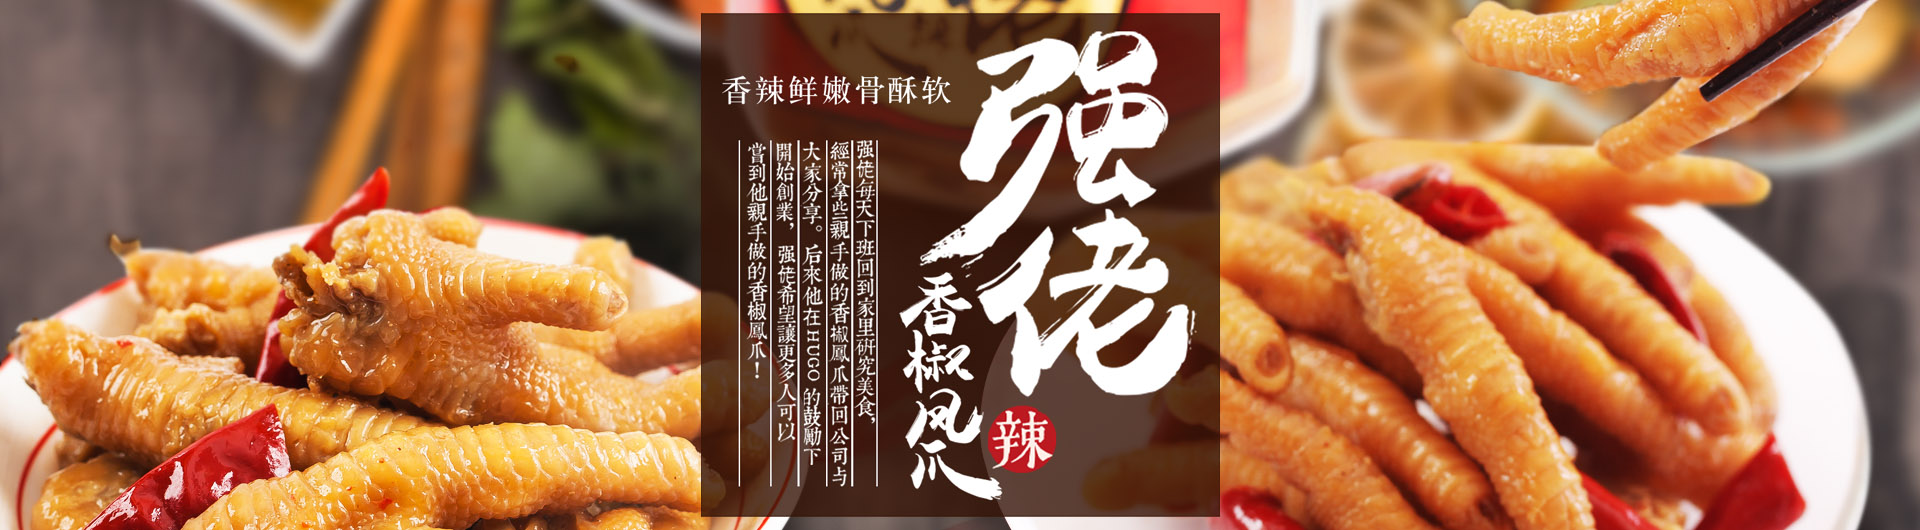 强佬
香椒凤爪
辣
香辣鲜嫩骨酥软
强佬每天下班回到家里研究美食，
經常拿些親手做的香椒鳳爪帶回公司与
大家分享。后來他在HUGO的鼓勵下
開始創業，强佬希望讓更多人可以
嘗到他親手做的香椒鳳爪！